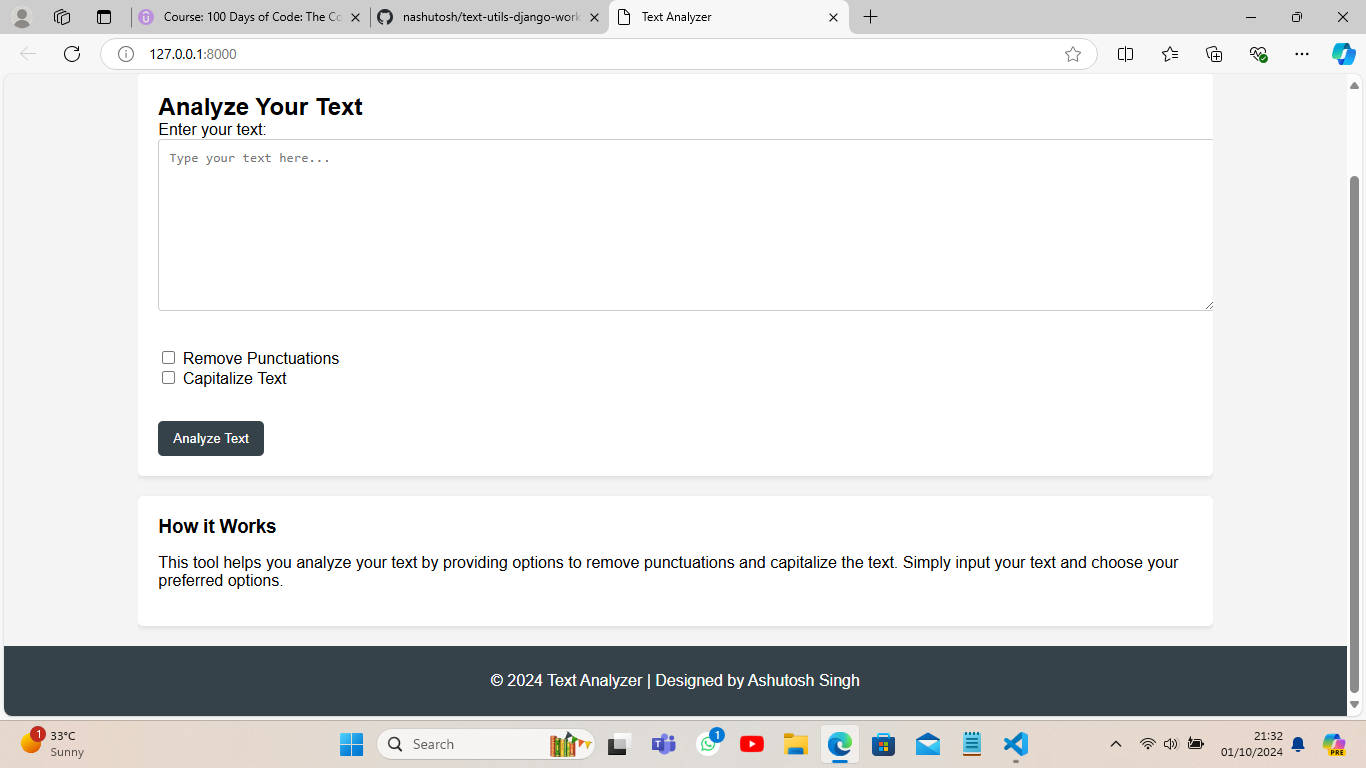 Course: 100 Days of Code: The Co
nashutosh/text-utils-django-work
Text Analyzer
127.0.0.1:8000
Analyze Your Text
Enter your text:
Type your text here...
Remove Punctuations
Capitalize Text
Analyze Text
How it Works
This tool helps you analyze your text by providing options to remove punctuations and capitalize the text. Simply input your text and choose your
preferred options.
© 2024 Text Analyzer | Designed by Ashutosh Singh
1
33°C
Sunny
Search
1
21:32
01/10/2024
PRE